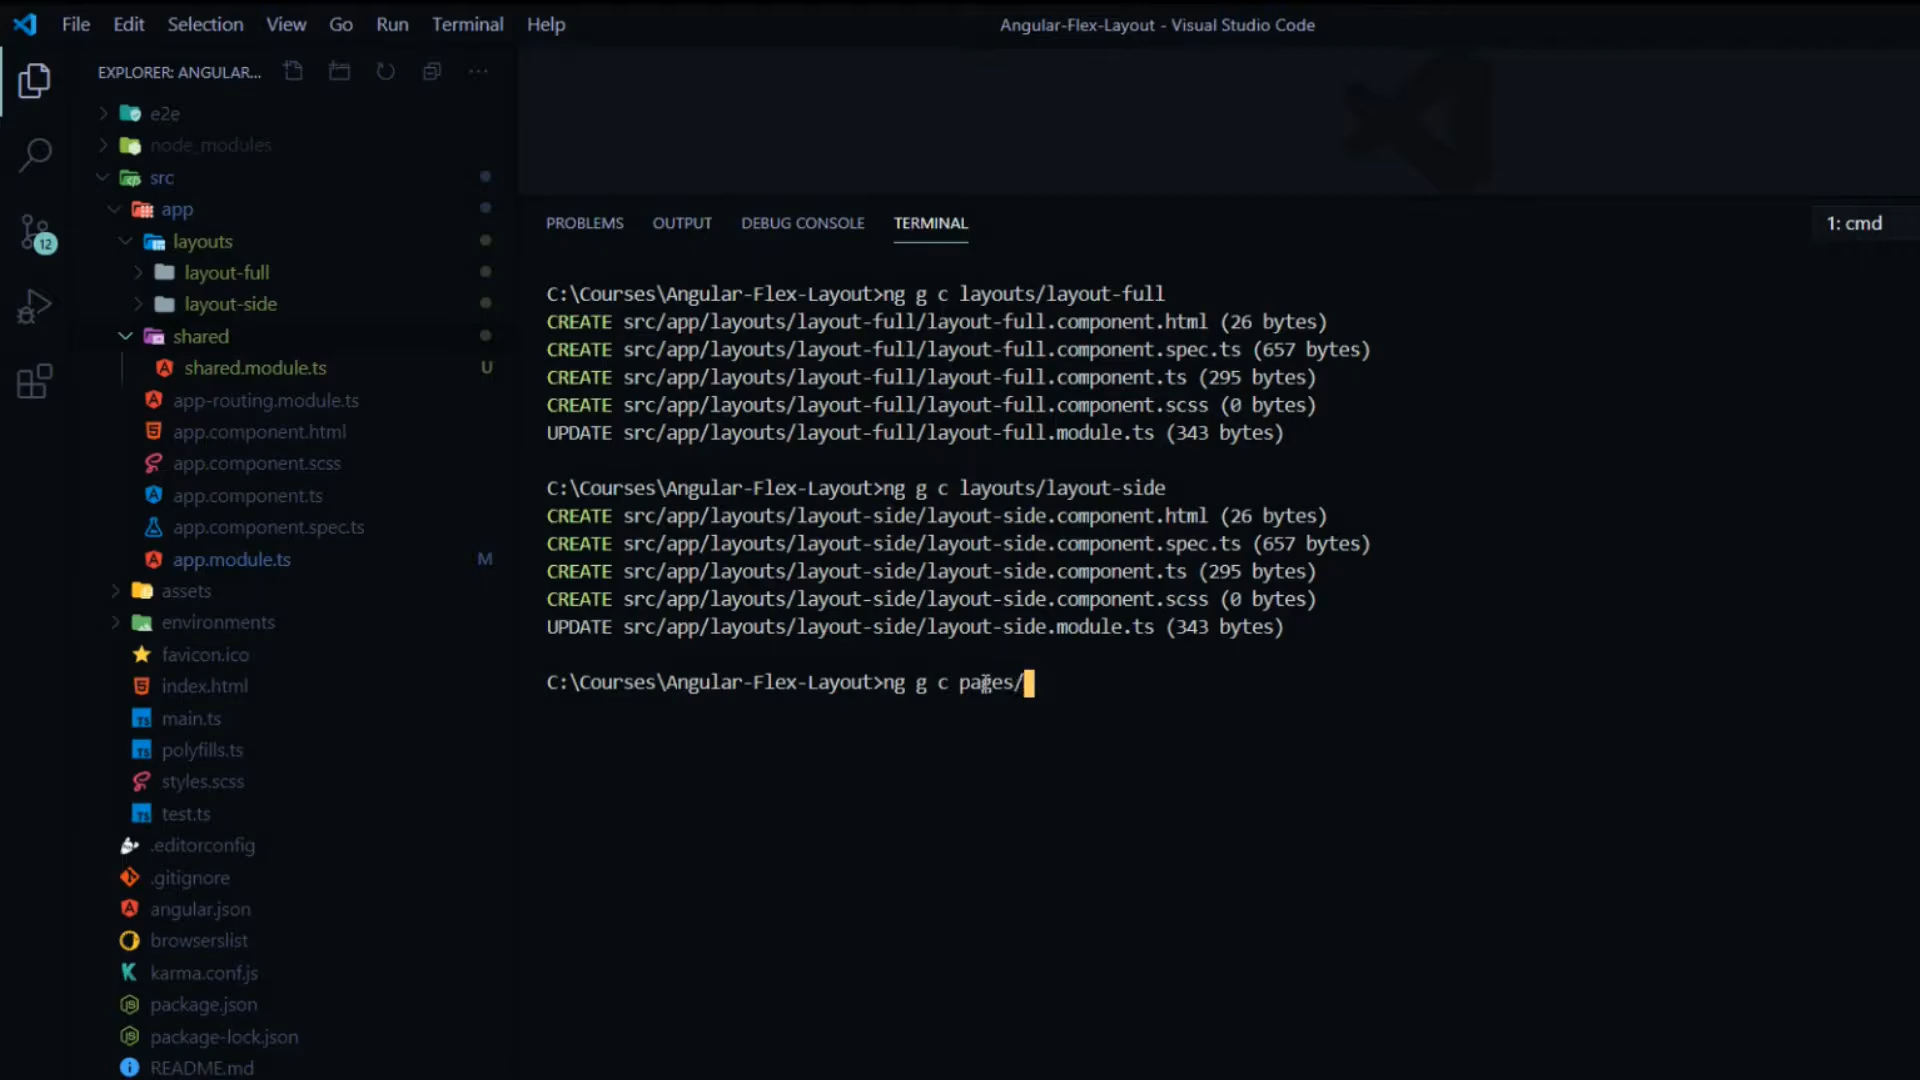 File Edit Selection View Go Run Terminal Help
Angular-Flex-Layout - Visual Studio Code
EXPLORER: ANGULAR...
e2e
node_modules
src
app
layouts
layout-full
layout-side
shared
shared.module.ts U
app-routing.module.ts
app.component.html
app.component.scss
app.component.ts
app.component.spec.ts
app.module.ts M
assets
environments
favicon.ico
index.html
main.ts
polyfills.ts
styles.scss
test.ts
.editorconfig
.gitignore
angular.json
browserslist
karma.conf.js
package.json
package-lock.json
README.md
12
PROBLEMS OUTPUT DEBUG CONSOLE TERMINAL
1: cmd
C:\Courses\Angular-Flex-Layout>ng g c layouts/layout-full
CREATE src/app/layouts/layout-full/layout-full.component.html (26 bytes)
CREATE src/app/layouts/layout-full/layout-full.component.spec.ts (657 bytes)
CREATE src/app/layouts/layout-full/layout-full.component.ts (295 bytes)
CREATE src/app/layouts/layout-full/layout-full.component.scss (0 bytes)
UPDATE src/app/layouts/layout-full/layout-full.module.ts (343 bytes)
C:\Courses\Angular-Flex-Layout>ng g c layouts/layout-side
CREATE src/app/layouts/layout-side/layout-side.component.html (26 bytes)
CREATE src/app/layouts/layout-side/layout-side.component.spec.ts (657 bytes)
CREATE src/app/layouts/layout-side/layout-side.component.ts (295 bytes)
CREATE src/app/layouts/layout-side/layout-side.component.scss (0 bytes)
UPDATE src/app/layouts/layout-side/layout-side.module.ts (343 bytes)
C:\Courses\Angular-Flex-Layout>ng g c pages/